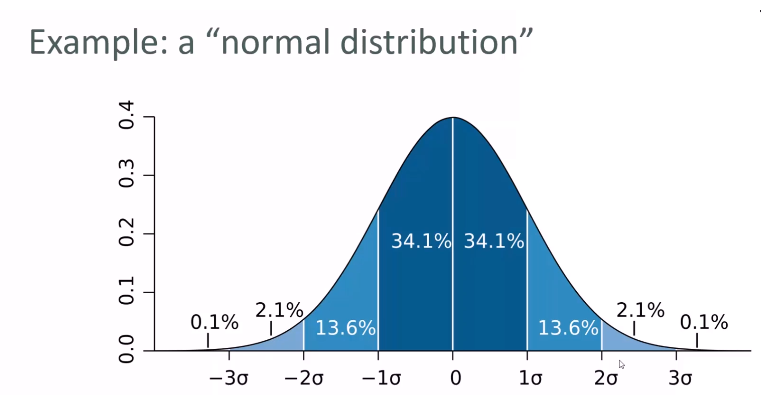 Example: a “normal distribution”
0.4
0.3
0.2
0.1
0.0
34.1% 34.1%
0.1% 2.1% 13.6% 13.6% 2.1% 0.1%
−3σ −2σ −1σ 0 1σ 2σ 3σ